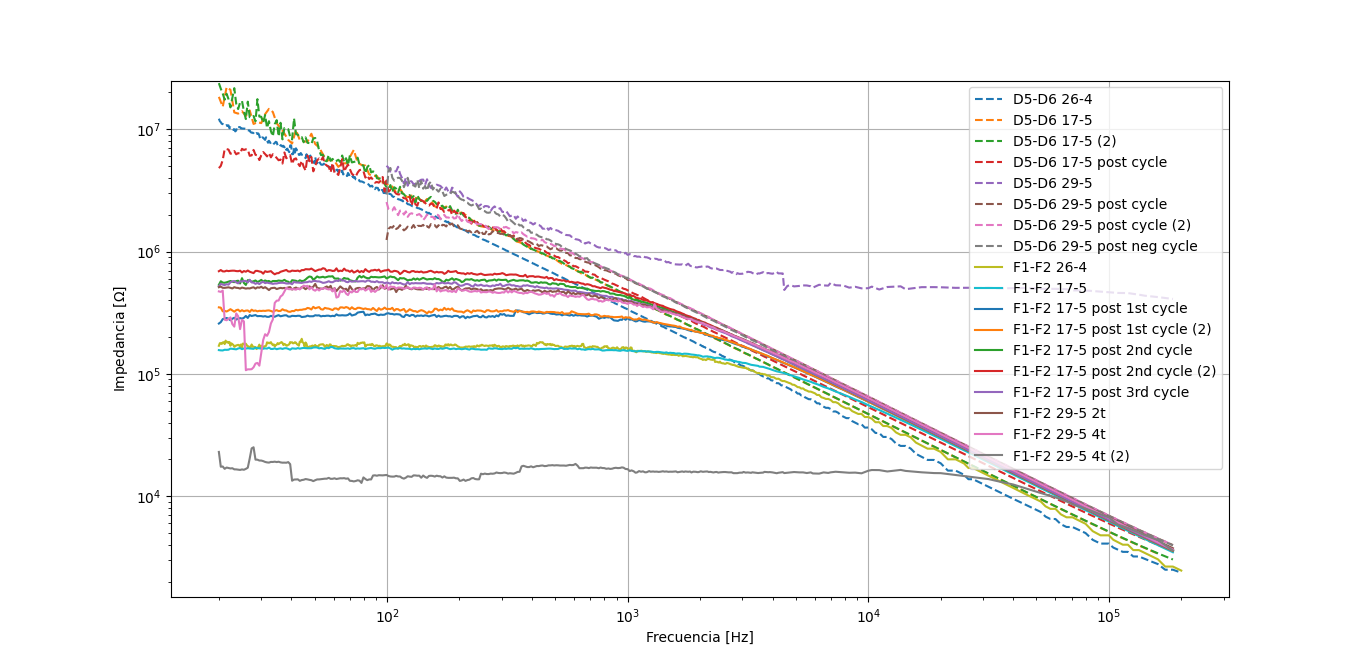 10^7
10^6
10^5
10^4
Impedancia [Ω]
D5-D6 26-4
D5-D6 17-5
D5-D6 17-5 (2)
D5-D6 17-5 post cycle
D5-D6 29-5
D5-D6 29-5 post cycle
D5-D6 29-5 post cycle (2)
D5-D6 29-5 post neg cycle
F1-F2 26-4
F1-F2 17-5
F1-F2 17-5 post 1st cycle
F1-F2 17-5 post 1st cycle (2)
F1-F2 17-5 post 2nd cycle
F1-F2 17-5 post 2nd cycle (2)
F1-F2 17-5 post 3rd cycle
F1-F2 29-5 2t
F1-F2 29-5 4t
F1-F2 29-5 4t (2)
10^2 10^3 10^4 10^5
Frecuencia [Hz]